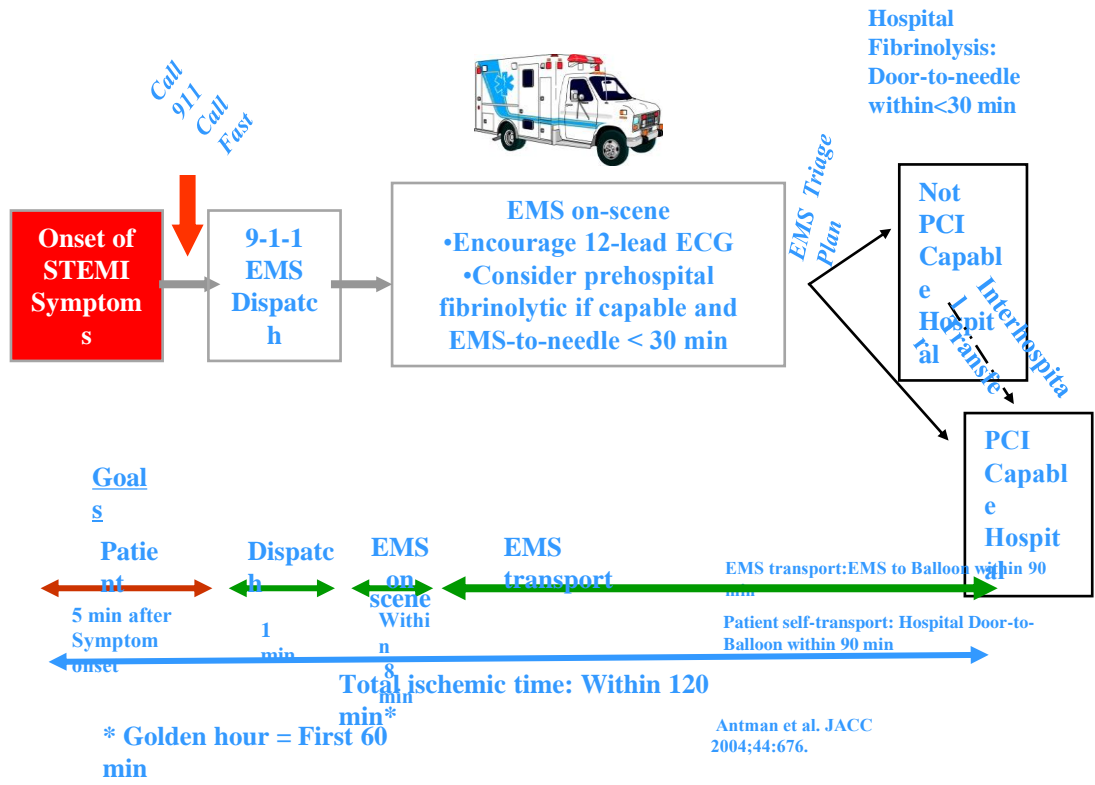 Hospital
Fibrinolysis:
Door-to-needle
within<30 min
Call
911
Call
Fast
EMS Triage
Plan
Onset of
STEMI
Symptom
s
9-1-1
EMS
Dispatc
h
EMS on-scene
•Encourage 12-lead ECG
•Consider prehospital
fibrinolytic if capable and
EMS-to-needle < 30 min
Not
PCI
Capabl
e
Hospit
al
Interhospita
l Transfe
r
PCI
Capabl
e
Hospit
al
Goal
s
Patie
nt
Dispatc
h
EMS
on
scene
EMS
transport
EMS transport:EMS to Balloon within 90
min
5 min after
Symptom
onset
1
min
Withi
n
8
min
Patient self-transport: Hospital Door-to-
Balloon within 90 min
Total ischemic time: Within 120
min*
* Golden hour = First 60
min
Antman et al. JACC
2004;44:676.